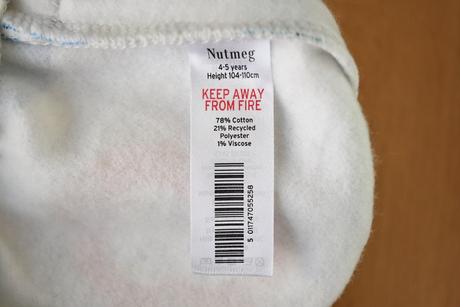 Nutmeg
4-5 years
Height 104-110cm
KEEP AWAY
FROM FIRE
78% Cotton
21% Recycled
Polyester
1% Viscose
5 011747055258